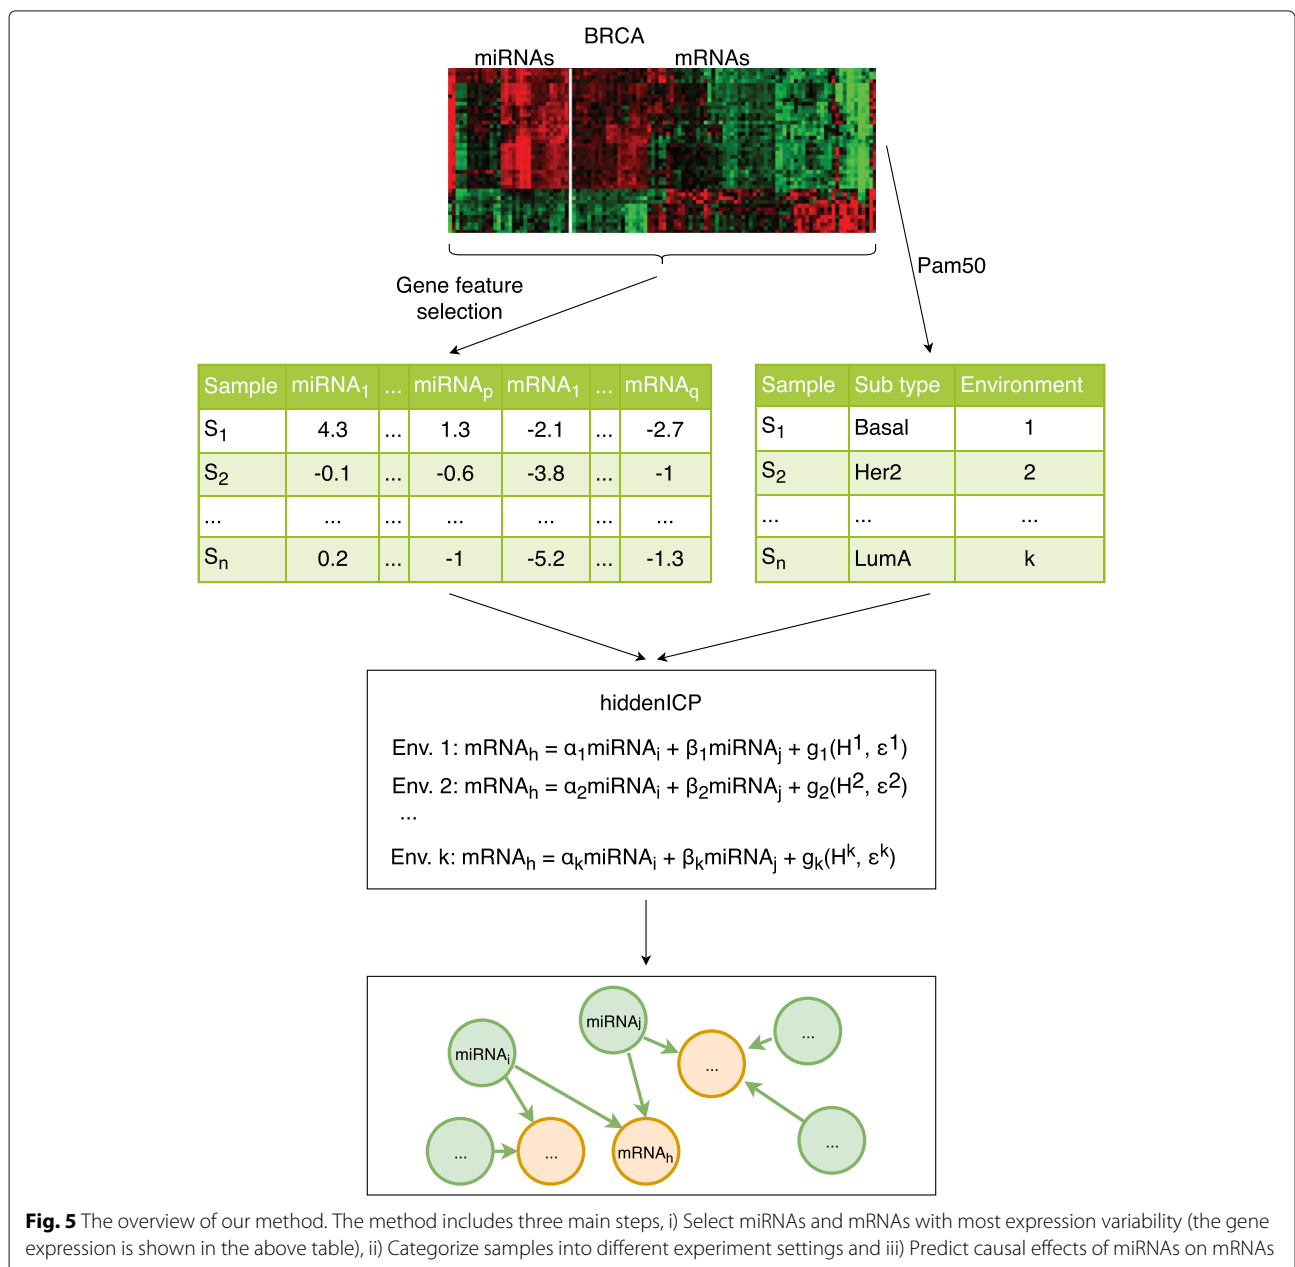 BRCA
miRNAs mRNAs
Pam50
Gene feature
selection
Sample miRNA1 ... miRNAp mRNA1 ... mRNAq
S1 4.3 ... 1.3 -2.1 ... -2.7
S2 -0.1 ... -0.6 -3.8 ... -1
... ... ... ... ... ... ...
Sn 0.2 ... -1 -5.2 ... -1.3
Sample Sub type Environment
S1 Basal 1
S2 Her2 2
... ... ...
Sn LumA k
hiddenICP
Env. 1: mRNAh = α1miRNAi + β1miRNAj + g1(H1, ε1)
Env. 2: mRNAh = α2miRNAi + β2miRNAj + g2(H2, ε2)
...
Env. k: mRNAh = αkmiRNAi + βkmiRNAj + gk(Hk, εk)
miRNAj
...
miRNAi
...
...
...
...
mRNAh
Fig. 5 The overview of our method. The method includes three main steps, i) Select miRNAs and mRNAs with most expression variability (the gene
expression is shown in the above table), ii) Categorize samples into different experiment settings and iii) Predict causal effects of miRNAs on mRNAs